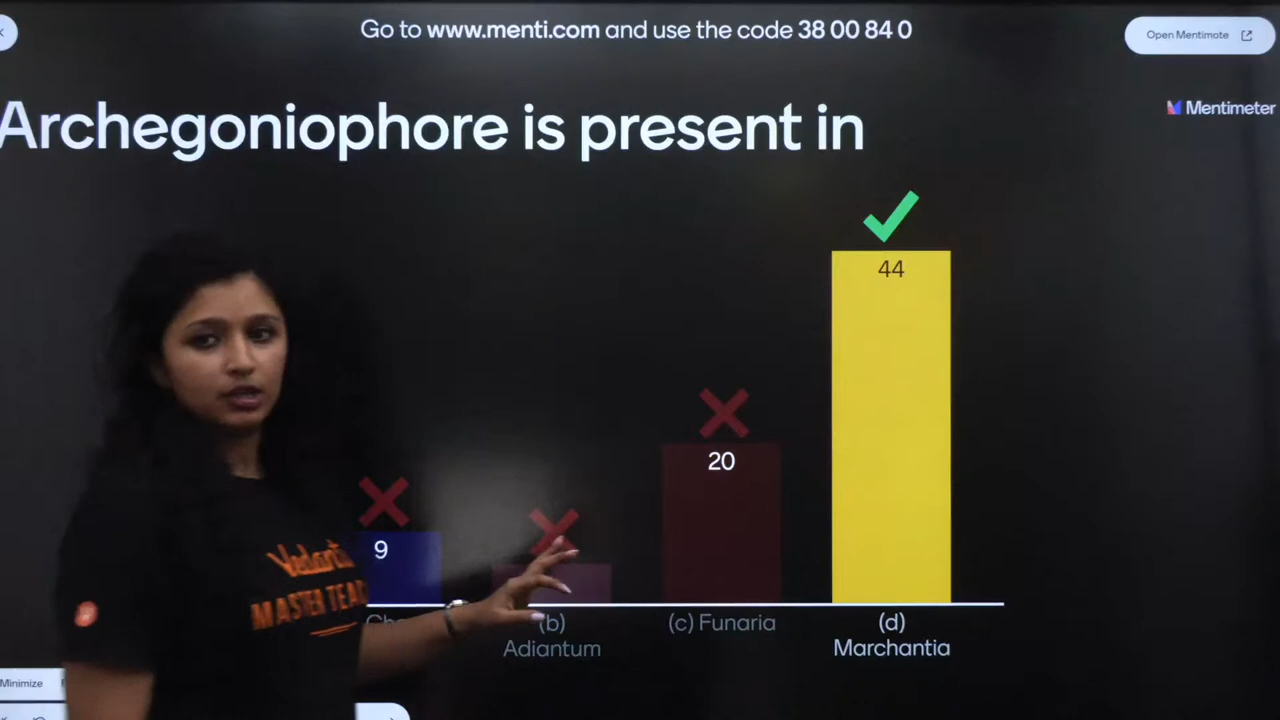 Go to www.menti.com and use the code 38 00 84 0
Open Mentimote
Archegoniophore is present in
Mentimeter
44
20
9
(b)
Adiantum
(c) Funaria
(d)
Marchantia
MASTER
Minimize